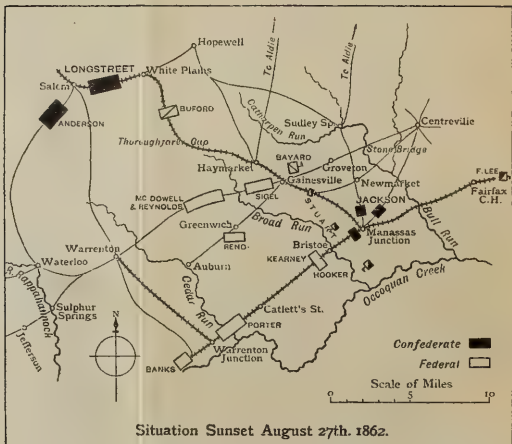 Hopewell
To Aldie
To Aldie
LONGSTREET
White Plains
Salem
BUFORD
ANDERSON
Catharpen Run
Sudley Sp.
Centreville
Thoroughfare Gap
Stone Bridge
Haymarket
BAYARD
Groveton
Gainesville
Newmarket
F. LEE
Fairfax
C.H.
MC DOWELL
& REYNOLDS
SIGEL
STUART
JACKSON
Manassas
Junction
Bull Run
Greenwich
Broad Run
RENO
Bristoe
KEARNEY
HOOKER
Warrenton
Waterloo
Auburn
Occoquan Creek
R. Rappahannock
Cedar Run
Sulphur
Springs
Catlett's St.
Jefferson
N
PORTER
Warrenton
Junction
BANKS
Confederate
Federal
Scale of Miles
0 5 10
Situation Sunset August 27th. 1862.